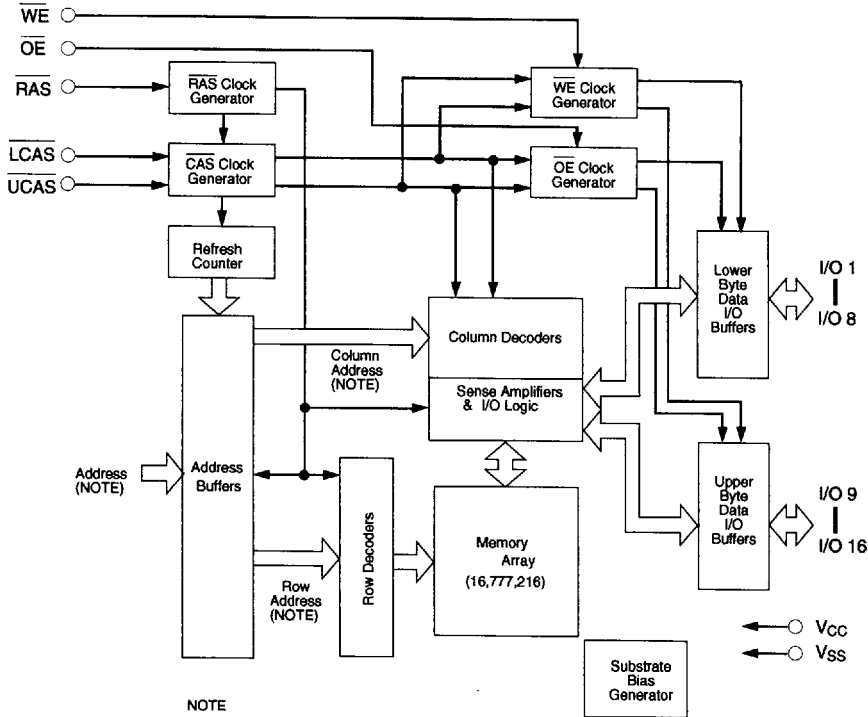 WE
OE
RAS
LCAS
UCAS
RAS Clock
Generator
CAS Clock
Generator
WE Clock
Generator
OE Clock
Generator
Refresh
Counter
Lower
Byte
Data
I/O
Buffers
I/O 1
I/O 8
Column Decoders
Column
Address
(NOTE)
Sense Amplifiers
& I/O Logic
Address
(NOTE)
Address
Buffers
Row Decoders
Row
Address
(NOTE)
Memory
Array
(16,777,216)
Upper
Byte
Data
I/O
Buffers
I/O 9
I/O 16
VCC
VSS
Substrate
Bias
Generator
NOTE